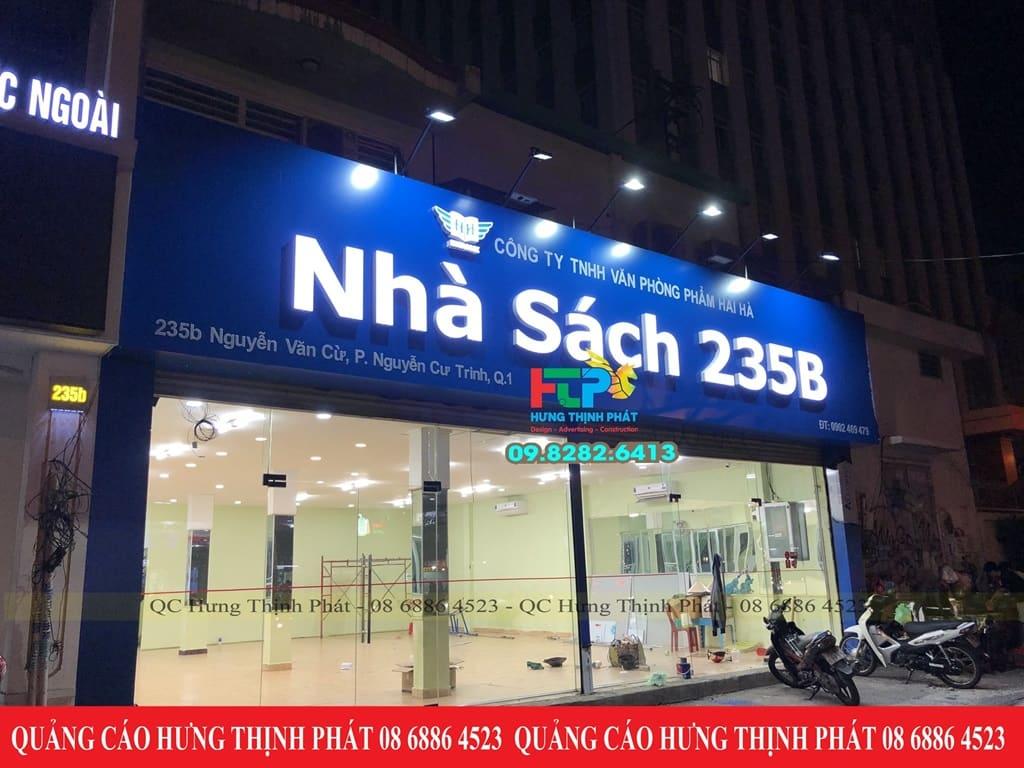 C NGOÀI
CÔNG TY TNHH VĂN PHÒNG PHẨM HẢI HÀ
Nhà Sách 235B
235b Nguyễn Văn Cừ, P. Nguyễn Cư Trinh, Q.1
ĐT: 0902 469 479
235b
HTP
HƯNG THỊNH PHÁT
Design - Advertising - Construction
09.8282.6413
QC Hưng Thịnh Phát - 08 6886 4523 - QC Hưng Thịnh Phát - 08 6886 4523
QUẢNG CÁO HƯNG THỊNH PHÁT 08 6886 4523 QUẢNG CÁO HƯNG THỊNH PHÁT 08 6886 4523